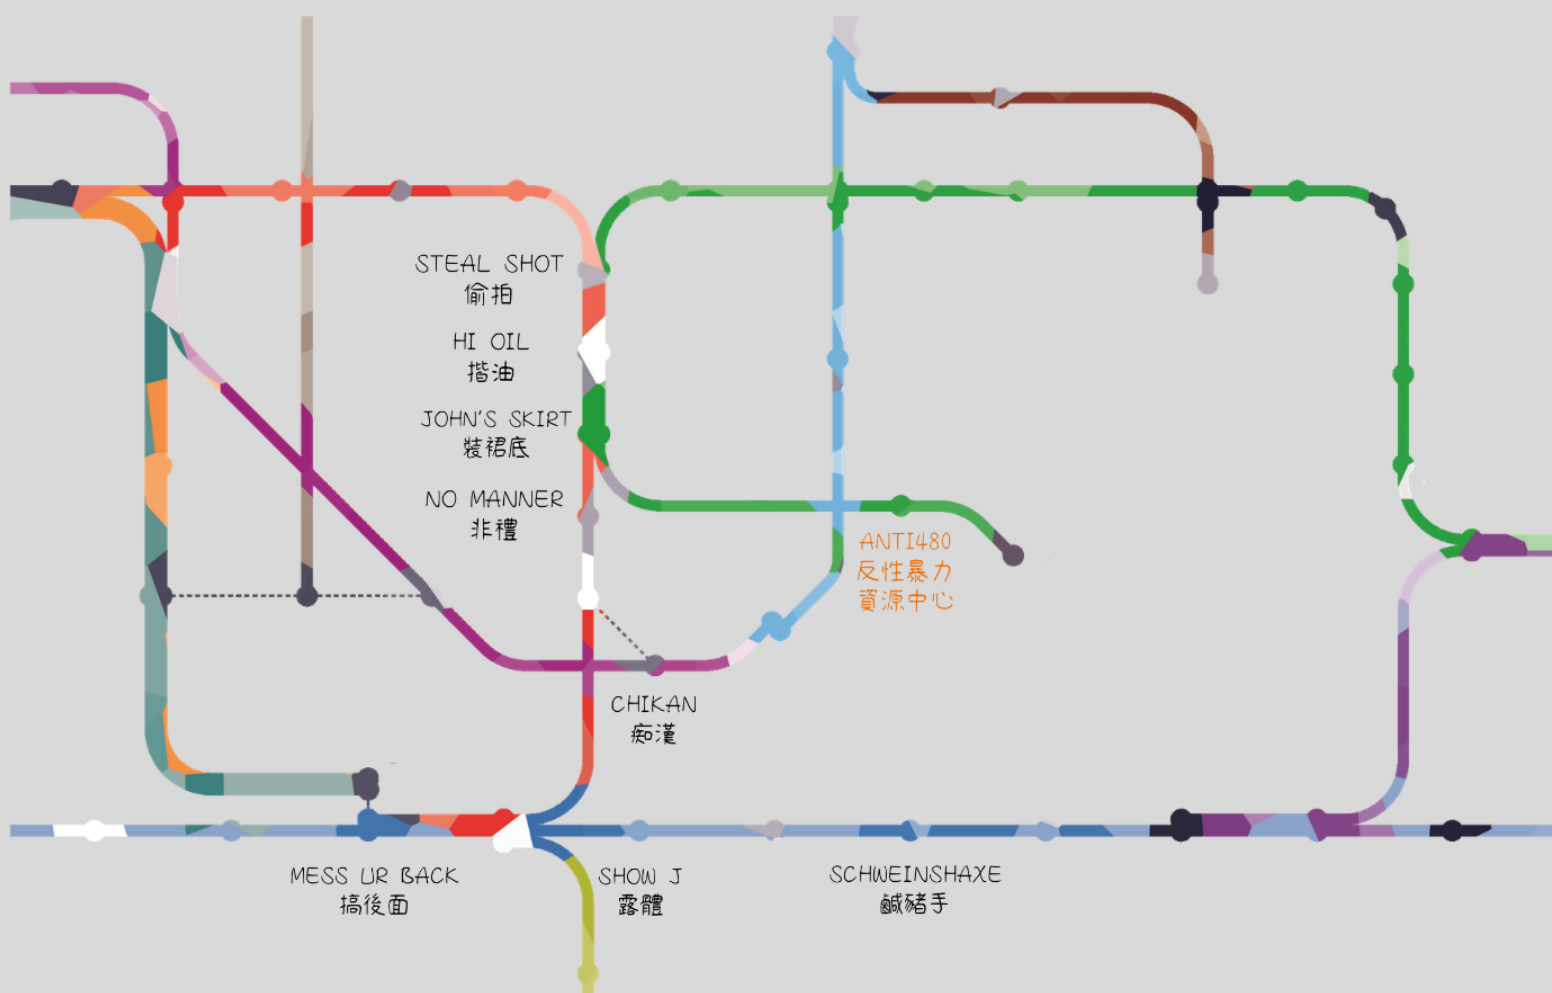 STEAL SHOT
偷拍
HI OIL
揩油
JOHN'S SKIRT
裝裙底
NO MANNER
非禮
ANTI480
反性暴力
資源中心
CHIKAN
痴漢
MESS UR BACK
搞後面
SHOW J
露體
SCHWEINSHAXE
鹹豬手